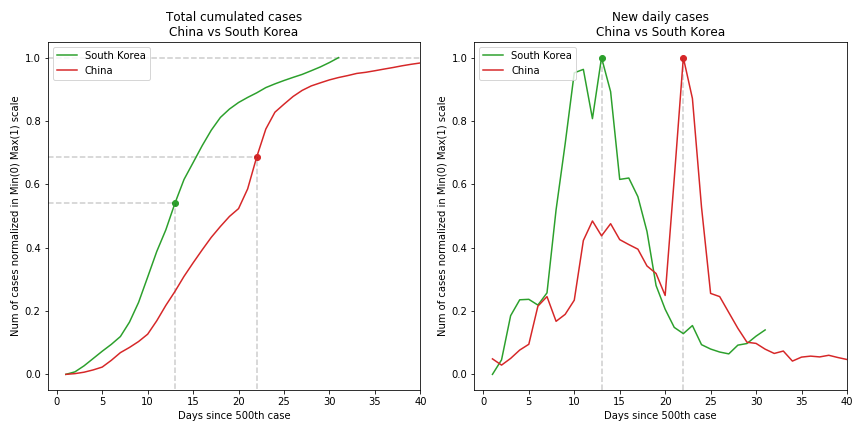 Total cumulated cases
China vs South Korea
South Korea
China
Num of cases normalized in Min(0) Max(1) scale
1.0
0.8
0.6
0.4
0.2
0.0
0 5 10 15 20 25 30 35 40
Days since 500th case
New daily cases
China vs South Korea
South Korea
China
Num of cases normalized in Min(0) Max(1) scale
1.0
0.8
0.6
0.4
0.2
0.0
0 5 10 15 20 25 30 35 40
Days since 500th case